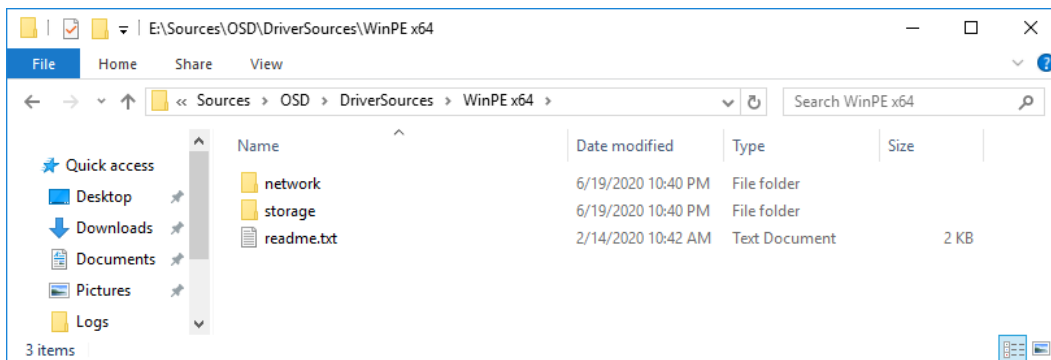 E:\Sources\OSD\DriverSources\WinPE x64
File Home Share View
« Sources > OSD > DriverSources > WinPE x64 > Search WinPE x64
Name Date modified Type Size
Quick access
Desktop
Downloads
Documents
Pictures
Logs
network 6/19/2020 10:40 PM File folder
storage 6/19/2020 10:40 PM File folder
readme.txt 2/14/2020 10:42 AM Text Document 2 KB
3 items